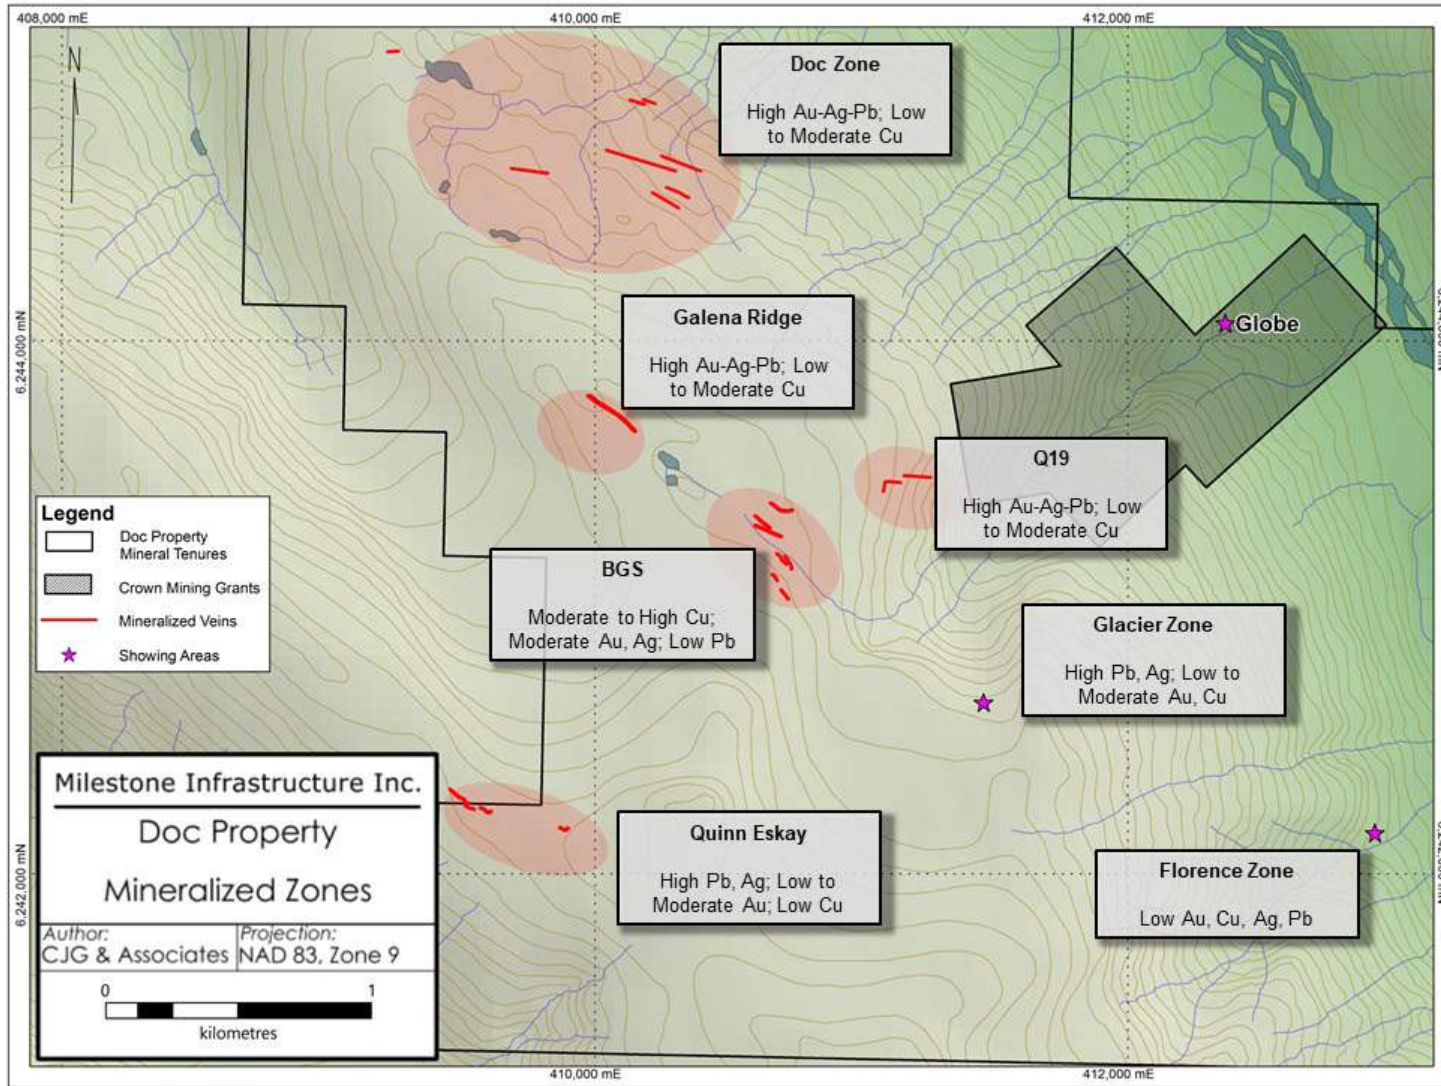 408,000 mE
410,000 mE
412,000 mE
N
Doc Zone
High Au-Ag-Pb; Low
to Moderate Cu
Galena Ridge
High Au-Ag-Pb; Low
to Moderate Cu
Globe
6,244,000 mN
Q19
High Au-Ag-Pb; Low
to Moderate Cu
Legend
Doc Property
Mineral Tenures
Crown Mining Grants
Mineralized Veins
Showing Areas
BGS
Moderate to High Cu;
Moderate Au, Ag; Low Pb
Glacier Zone
High Pb, Ag; Low to
Moderate Au, Cu
Milestone Infrastructure Inc.
Doc Property
Mineralized Zones
Author:
CJG & Associates
Projection:
NAD 83, Zone 9
0
1
kilometres
Quinn Eskay
High Pb, Ag; Low to
Moderate Au; Low Cu
Florence Zone
Low Au, Cu, Ag, Pb
6,242,000 mN
410,000 mE
412,000 mE